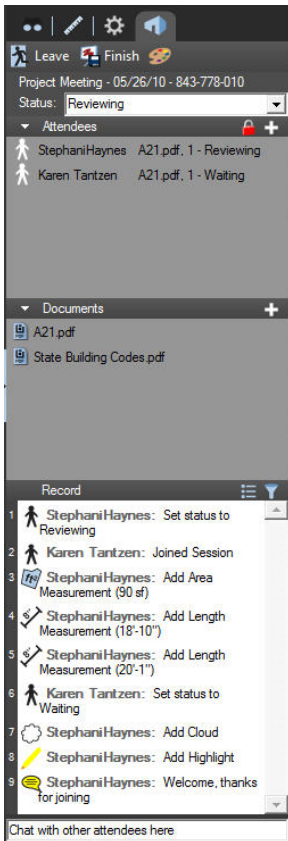 Leave Finish
Project Meeting - 05/26/10 - 843-778-010
Status: Reviewing
Attendees
StephaniHaynes A21.pdf, 1 - Reviewing
Karen Tantzen A21.pdf, 1 - Waiting
Documents
A21.pdf
State Building Codes.pdf
Record
1 StephaniHaynes: Set status to
Reviewing
2 Karen Tantzen: Joined Session
3 ft² StephaniHaynes: Add Area
Measurement (90 sf)
4 StephaniHaynes: Add Length
Measurement (18'-10")
5 StephaniHaynes: Add Length
Measurement (20'-1")
6 Karen Tantzen: Set status to
Waiting
7 StephaniHaynes: Add Cloud
8 StephaniHaynes: Add Highlight
9 StephaniHaynes: Welcome, thanks
for joining
Chat with other attendees here